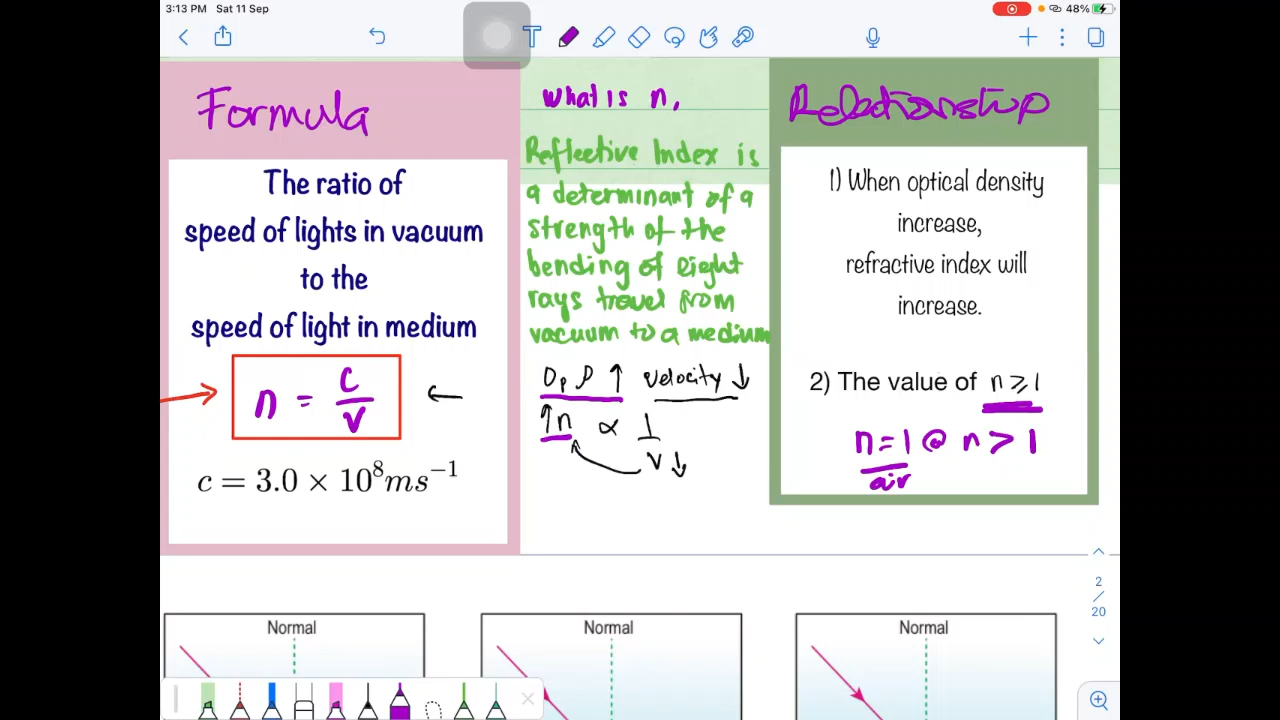 3:13 PM Sat 11 Sep
48%
T
Formula
The ratio of
speed of lights in vacuum
to the
speed of light in medium
n = c/v
c = 3.0 × 10⁸ms⁻¹
What is n,
Reflective Index is
a determinant of a
strength of the
bending of light
rays travel from
vacuum to a medium
Op ρ ↑ velocity ↓
↑n ∝ 1/v ↓
Relationship
1) When optical density
increase,
refractive index will
increase.
2) The value of n ≥ 1
n = 1 @ n > 1
air
2
/
20
Normal
Normal
Normal